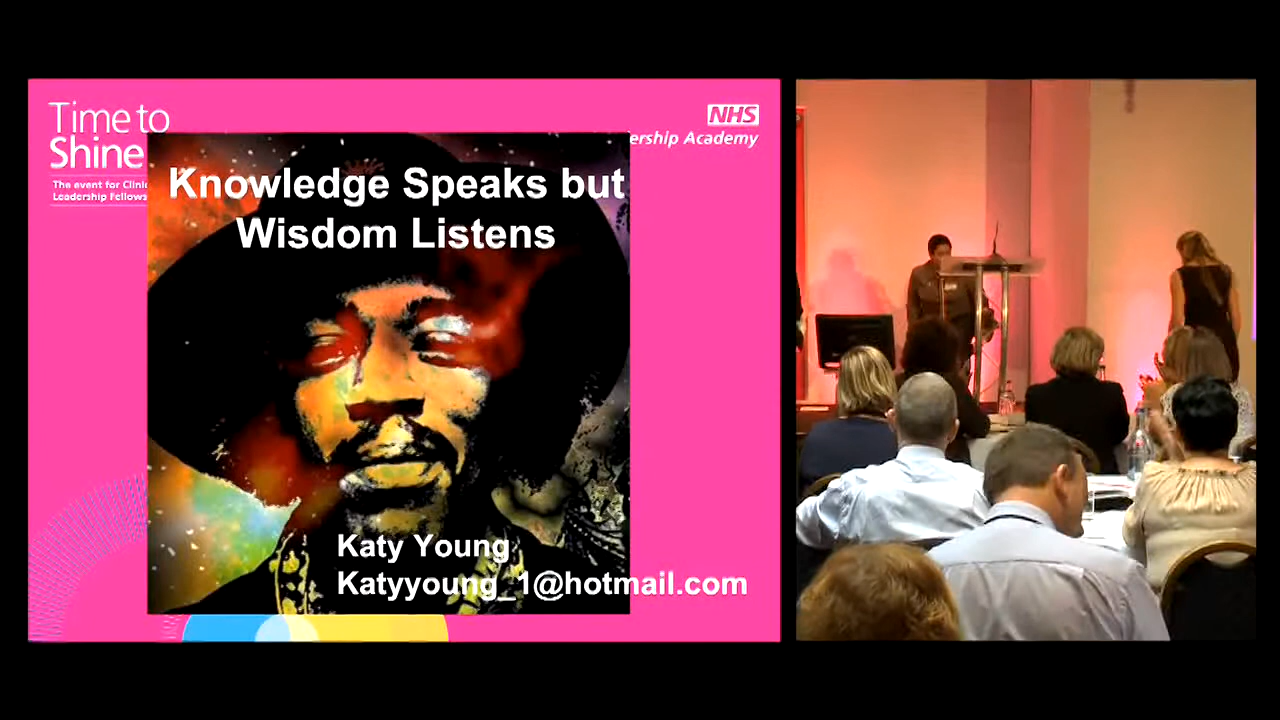 Time to
Shine
The event for Clinic
Leadership Fellows
NHS
ership Academy
Knowledge Speaks but
Wisdom Listens
Katy Young
Katyyoung_1@hotmail.com